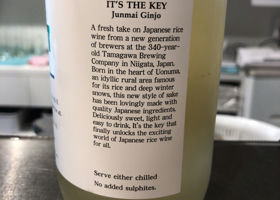 IT'S THE KEY
Junmai Ginjo
A fresh take on Japanese rice
wine from a new generation
of brewers at the 340-year-
old Tamagawa Brewing
Company in Niigata, Japan.
Born in the heart of Uonuma,
an idyllic rural area famous
for its rice and deep winter
snows, this new style of sake
has been lovingly made with
quality Japanese ingredients.
Deliciously sweet, light and
easy to drink, It's the key that
finally unlocks the exciting
world of Japanese rice wine
for all.
Serve either chilled
No added sulphites.